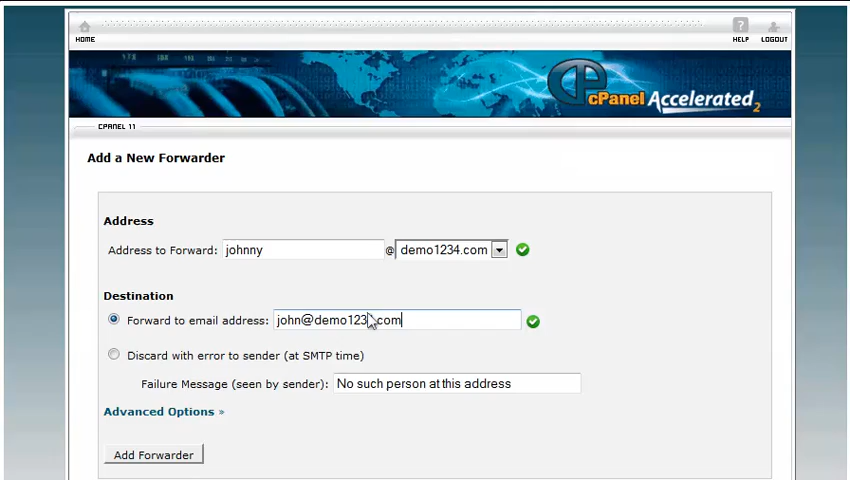 HOME
HELP
LOGOUT
cPanel Accelerated 2
CPANEL 11
Add a New Forwarder
Address
Address to Forward: johnny @ demo1234.com
Destination
Forward to email address: john@demo123 .com
Discard with error to sender (at SMTP time)
Failure Message (seen by sender): No such person at this address
Advanced Options »
Add Forwarder